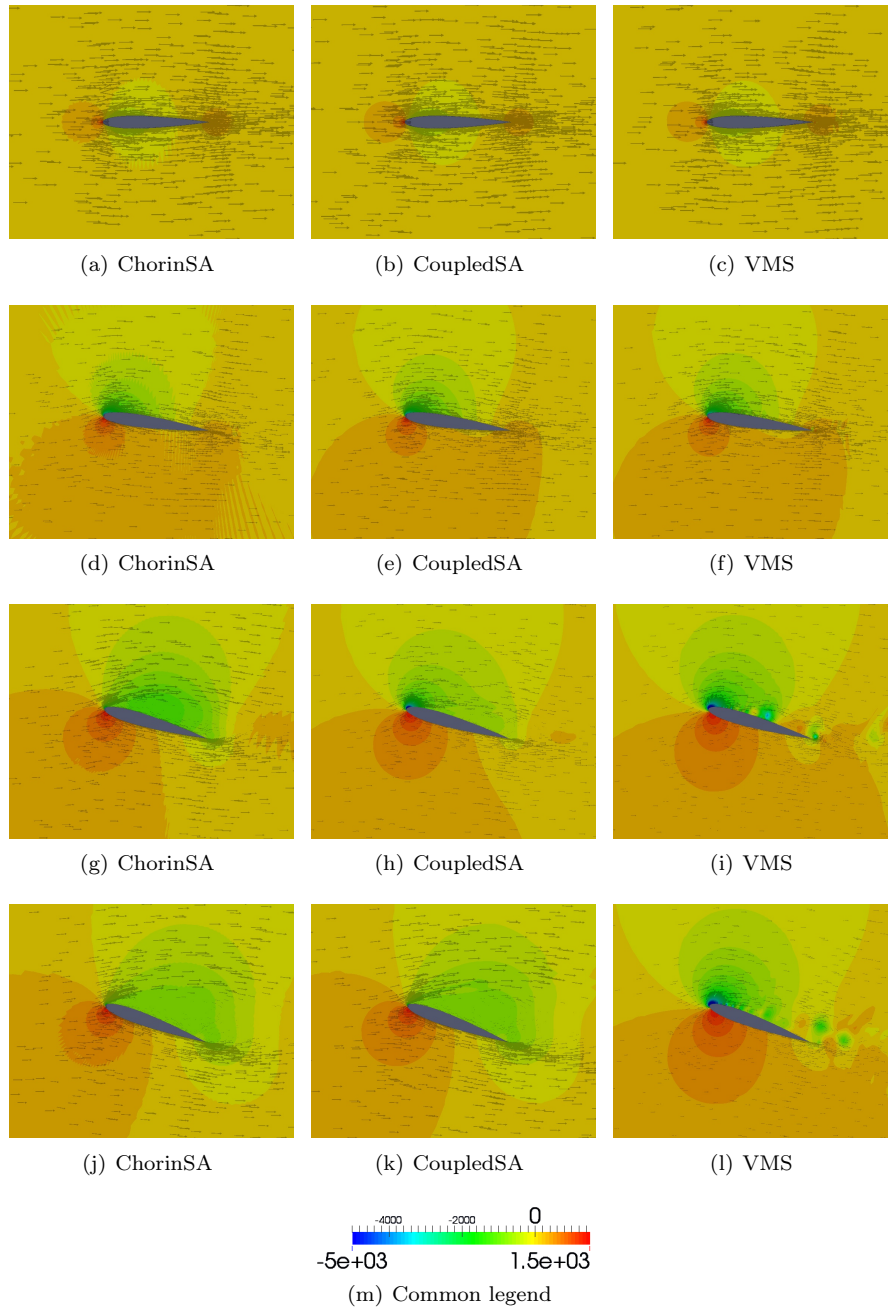 (a) ChorinSA
(b) CoupledSA
(c) VMS
(d) ChorinSA
(e) CoupledSA
(f) VMS
(g) ChorinSA
(h) CoupledSA
(i) VMS
(j) ChorinSA
(k) CoupledSA
(l) VMS
-4000 -2000 0
-5e+03 1.5e+03
(m) Common legend